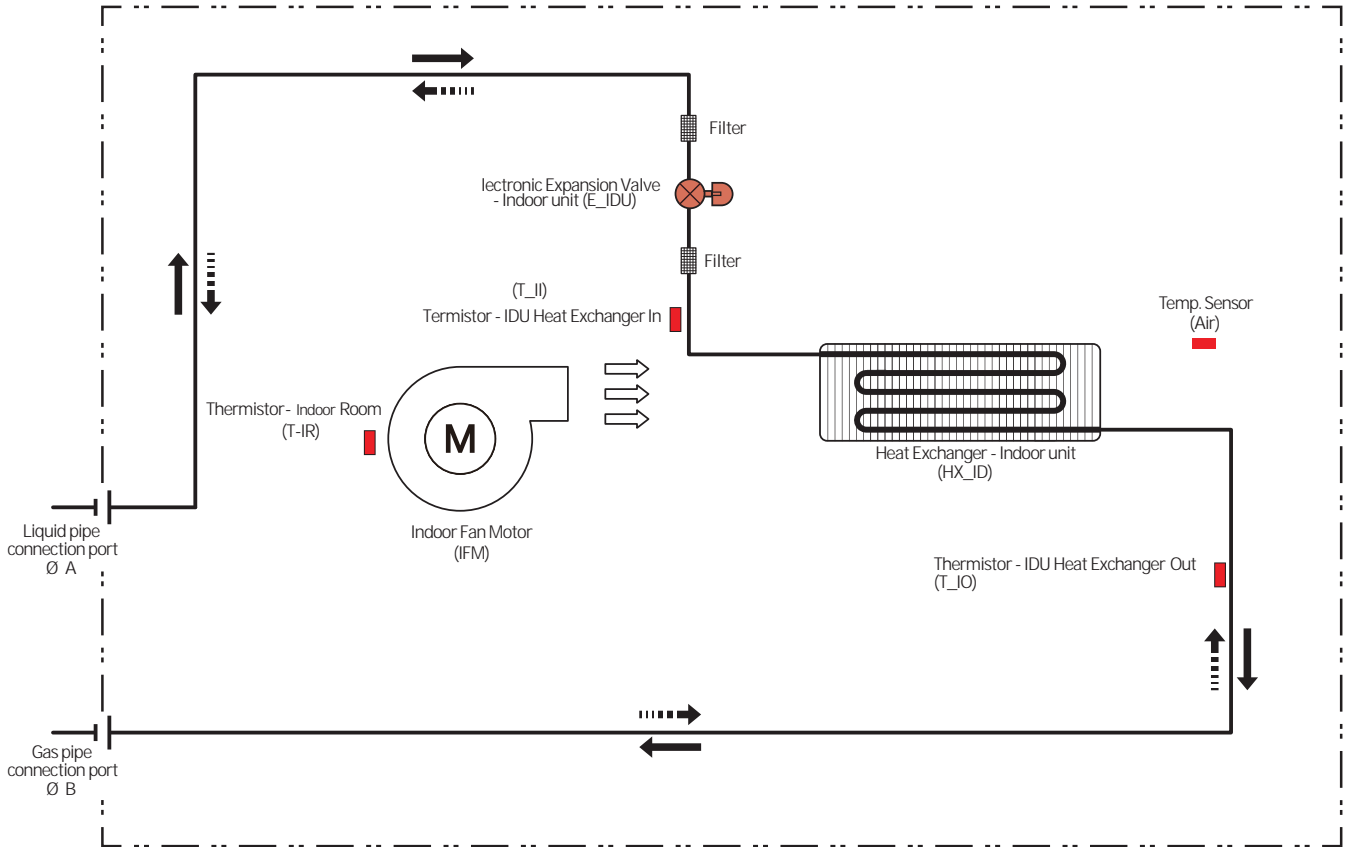 Filter
lectronic Expansion Valve
- Indoor unit (E_IDU)
Filter
(T_II)
Termistor - IDU Heat Exchanger In
Temp. Sensor
(Air)
Thermistor- Indoor Room
(T-IR)
M
Heat Exchanger - Indoor unit
(HX_ID)
Liquid pipe
connection port
Ø A
Indoor Fan Motor
(IFM)
Thermistor - IDU Heat Exchanger Out
(T_IO)
Gas pipe
connection port
Ø B